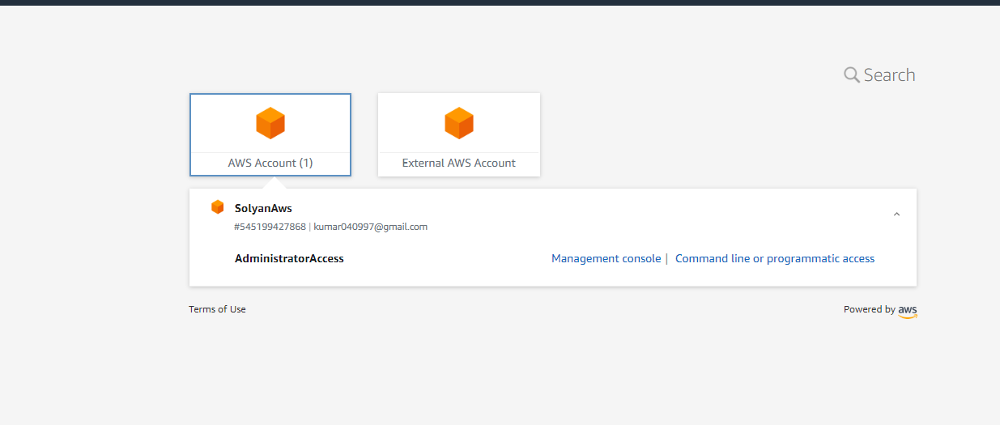 Search
AWS Account (1)
External AWS Account
SolyanAws
#545199427868 | kumar040997@gmail.com
AdministratorAccess
Management console | Command line or programmatic access
Terms of Use
Powered by aws